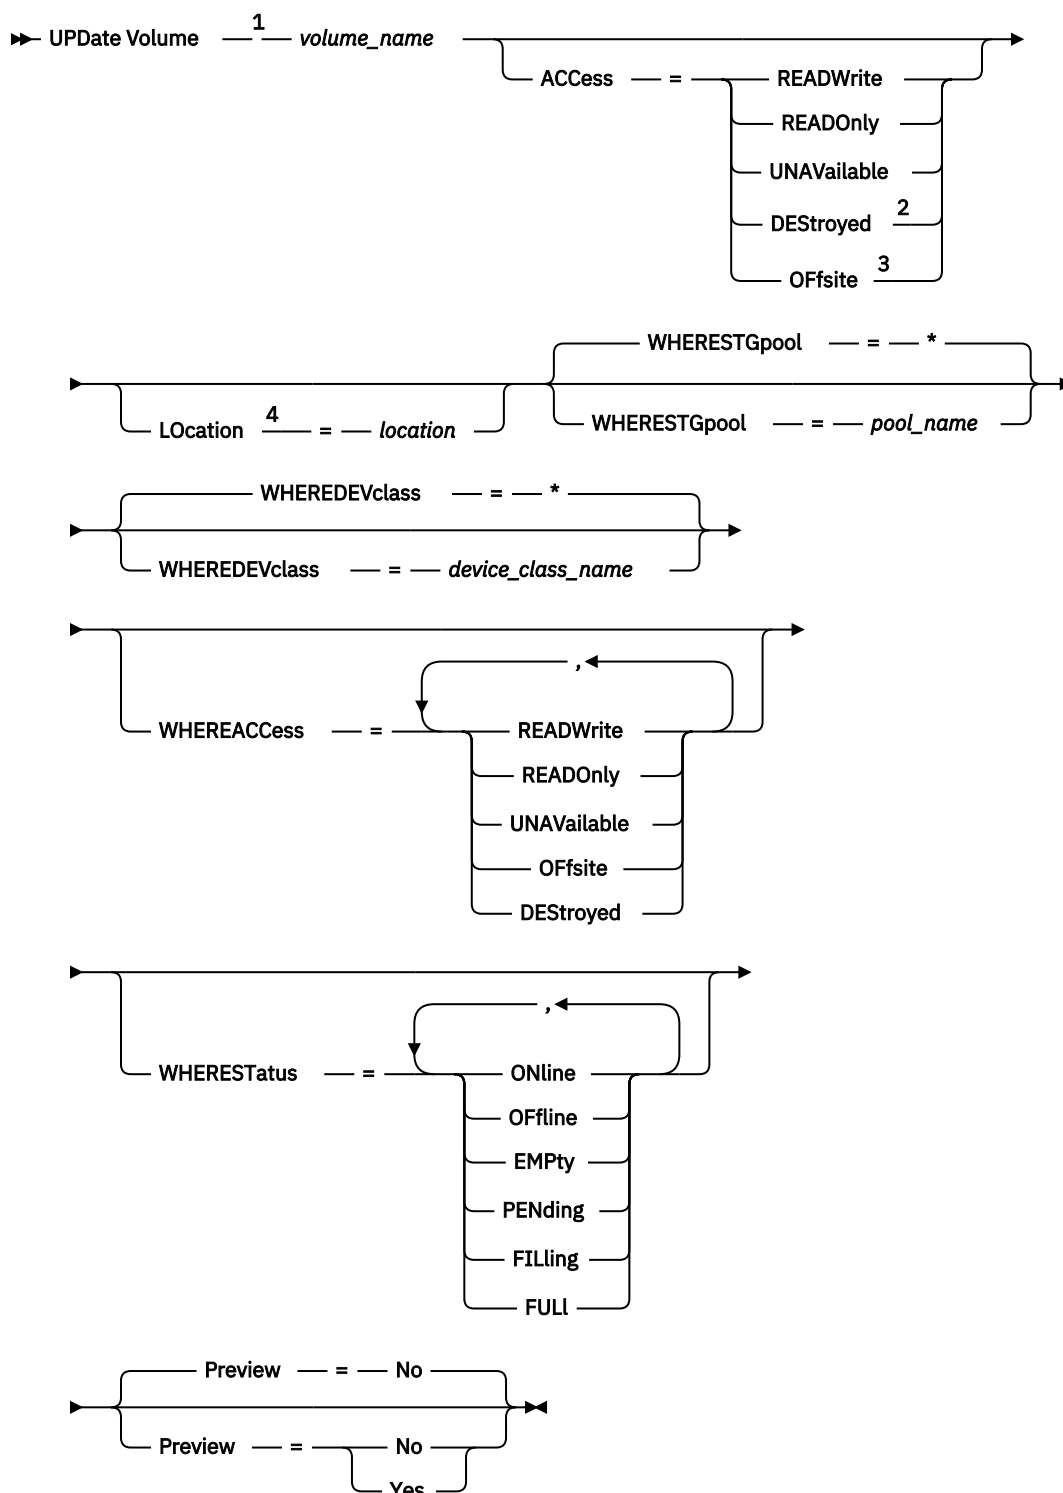 UPDate Volume 1 volume_name
ACCess = READWrite
READOnly
UNAVailable
DEStroyed 2
OFfsite 3
WHERESTGpool = *
LOcation 4 = location
WHERESTGpool = pool_name
WHEREDEVclass = *
WHEREDEVclass = device_class_name
,
WHEREACCess = READWrite
READOnly
UNAVailable
OFfsite
DEStroyed
,
WHERESTatus = ONline
OFfline
EMPty
PENding
FILling
FULl
Preview = No
Preview = No
Yes